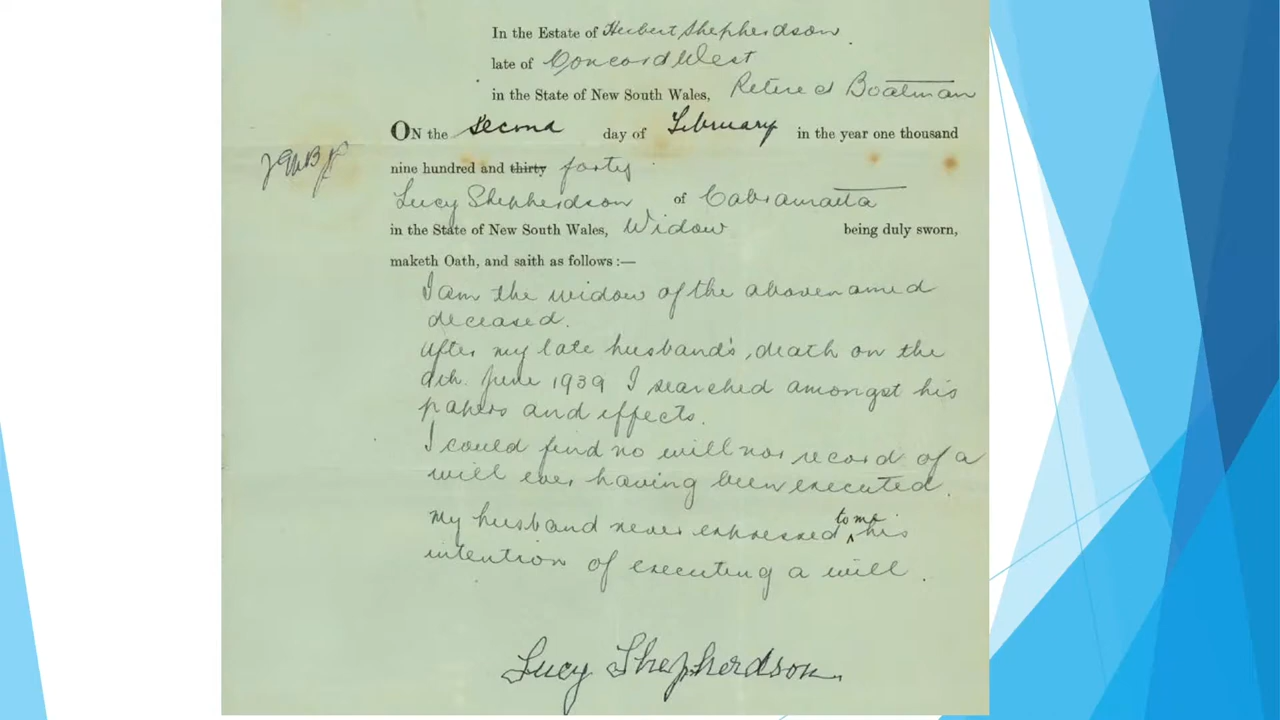 In the Estate of Herbert Shepherdson
late of Concord West
in the State of New South Wales, Retired Boatman
ON the second day of February in the year one thousand
nine hundred and thirty forty
Lucy Shepherdson of Cabramatta
in the State of New South Wales, Widow being duly sworn,
maketh Oath, and saith as follows :—
I am the widow of the abovenamed
deceased.
After my late husband's, death on the
June 1939 I searched amongst his
papers and effects.
I could find no will nor record of a
will ever having been executed.
My husband never expressed to me his
intention of executing a will.
Lucy Shepherdson.